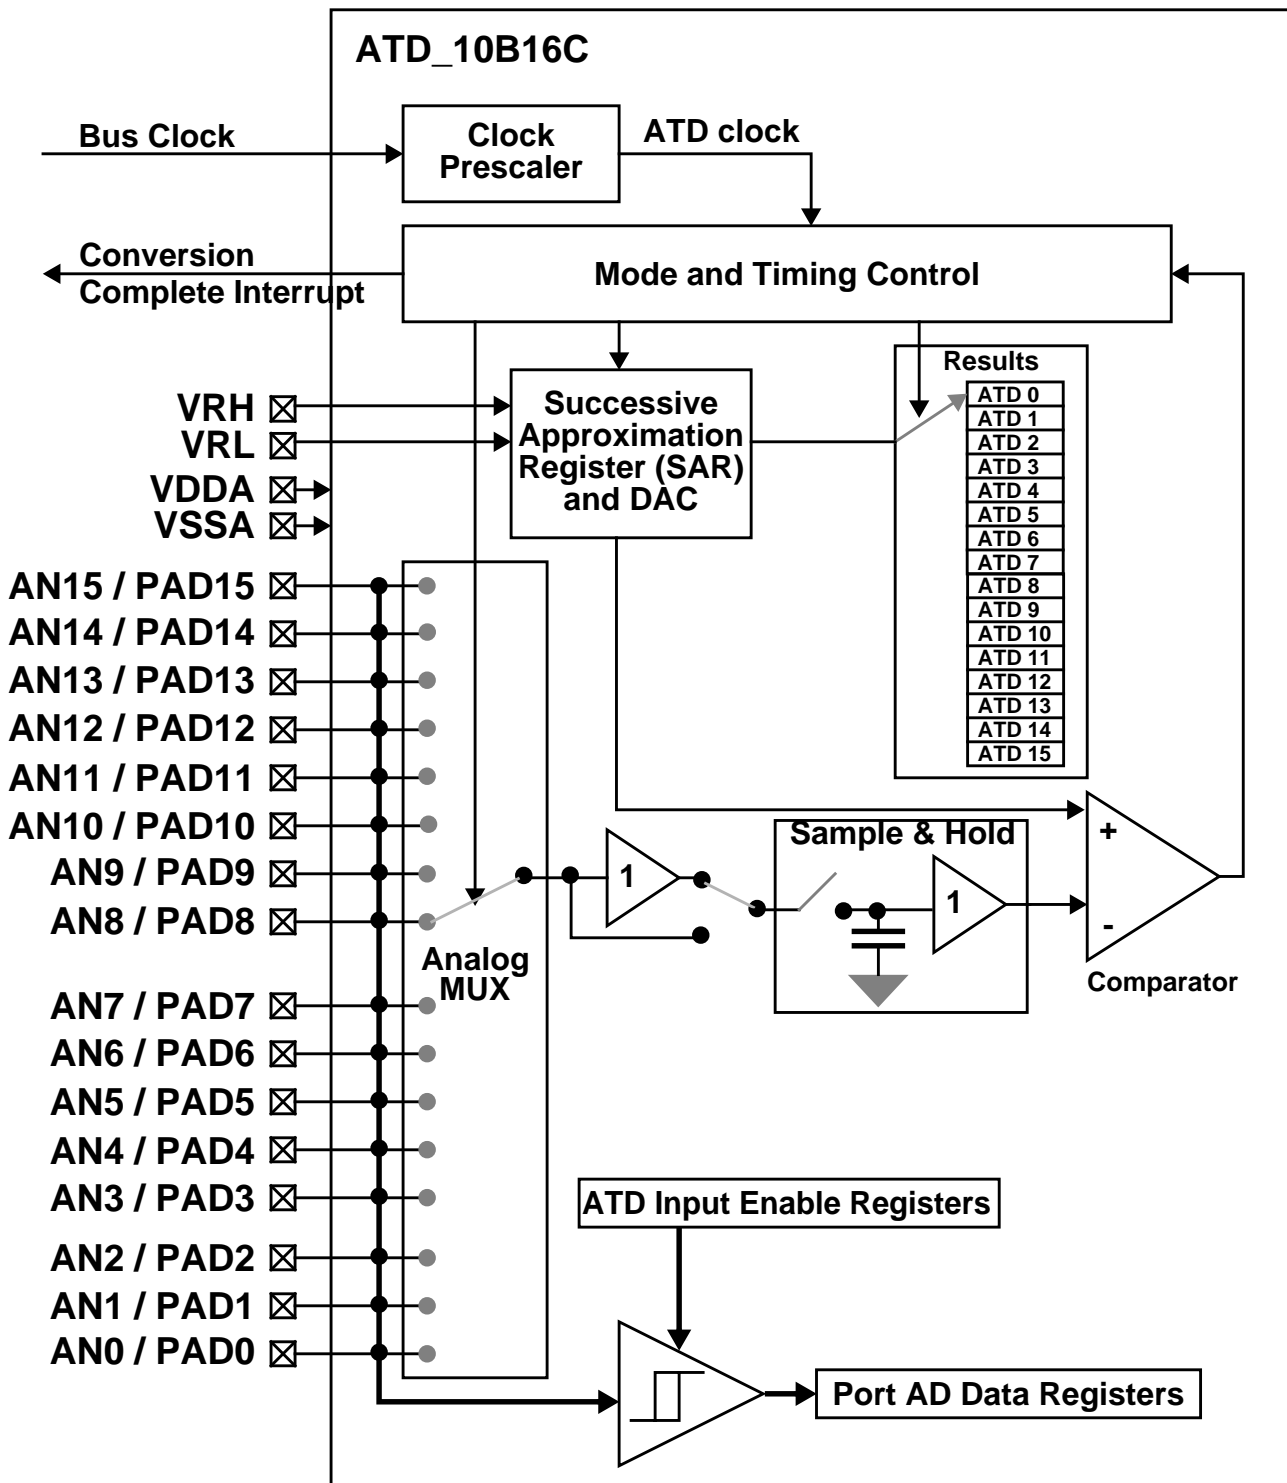 ATD_10B16C
Bus Clock
Clock
Prescaler
ATD clock
Conversion
Complete Interrupt
Mode and Timing Control
Results
ATD 0
ATD 1
ATD 2
ATD 3
ATD 4
ATD 5
ATD 6
ATD 7
ATD 8
ATD 9
ATD 10
ATD 11
ATD 12
ATD 13
ATD 14
ATD 15
VRH
VRL
VDDA
VSSA
Successive
Approximation
Register (SAR)
and DAC
AN15 / PAD15
AN14 / PAD14
AN13 / PAD13
AN12 / PAD12
AN11 / PAD11
AN10 / PAD10
AN9 / PAD9
AN8 / PAD8
AN7 / PAD7
AN6 / PAD6
AN5 / PAD5
AN4 / PAD4
AN3 / PAD3
AN2 / PAD2
AN1 / PAD1
AN0 / PAD0
Analog
MUX
1
Sample & Hold
1
+
-
Comparator
ATD Input Enable Registers
Port AD Data Registers